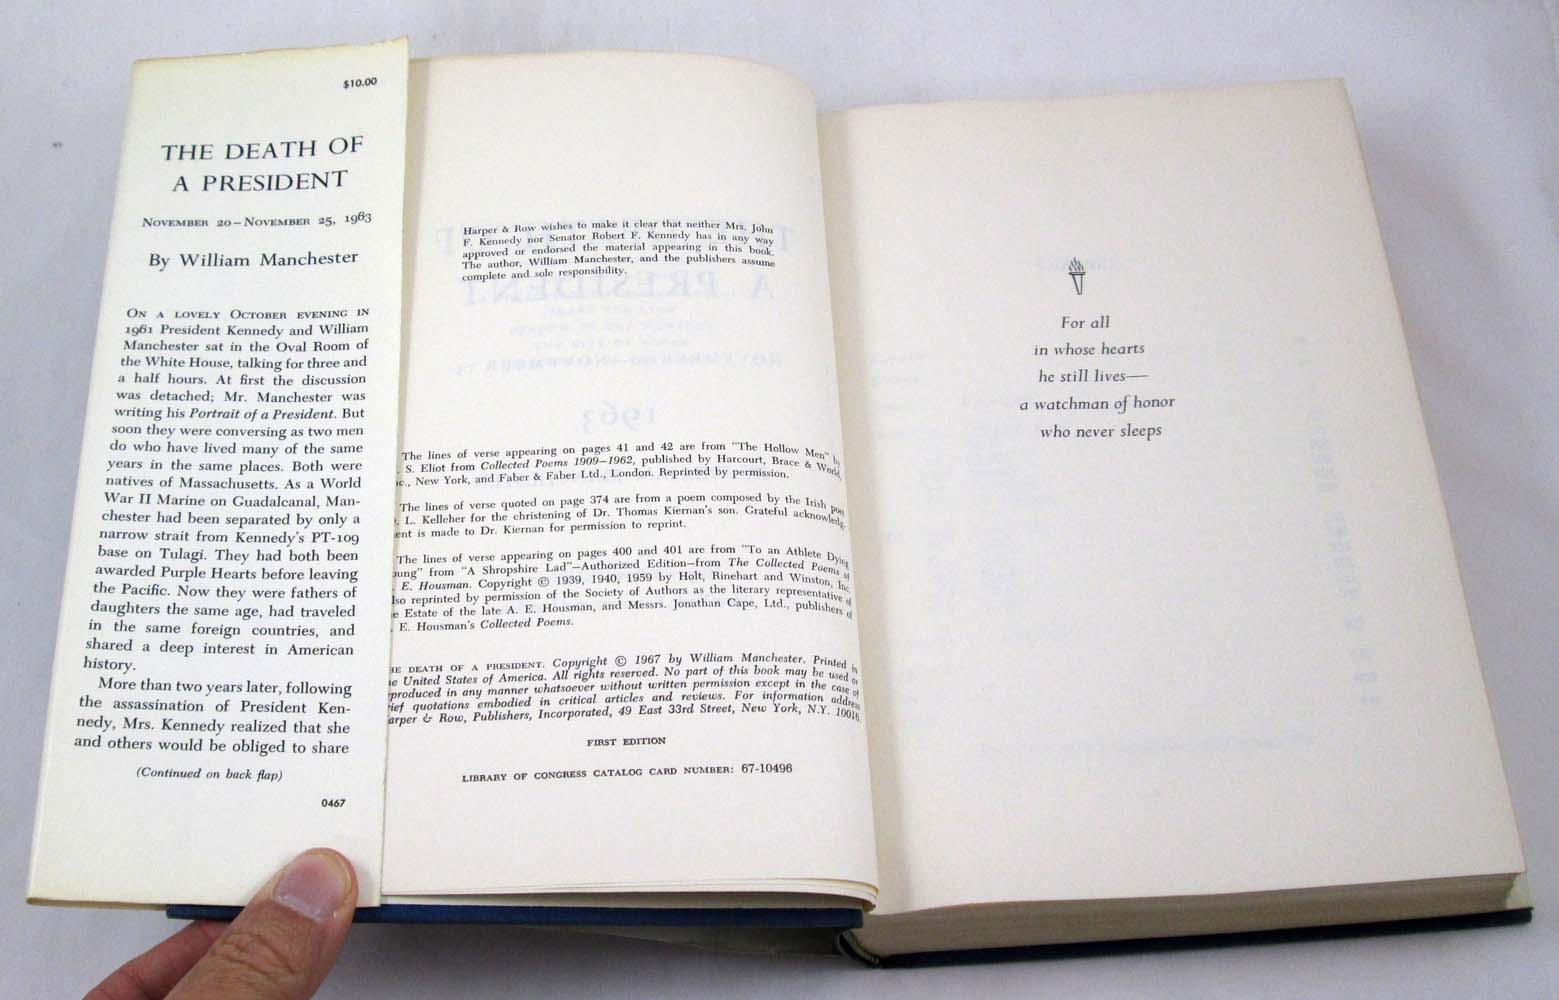 $10.00
THE DEATH OF
A PRESIDENT
NOVEMBER 20–NOVEMBER 25, 1963
By William Manchester
ON A LOVELY OCTOBER EVENING IN
1961 President Kennedy and William
Manchester sat in the Oval Room of
the White House, talking for three and
a half hours. At first the discussion
was detached; Mr. Manchester was
writing his Portrait of a President. But
soon they were conversing as two men
do who have lived many of the same
years in the same places. Both were
natives of Massachusetts. As a World
War II Marine on Guadalcanal, Man-
chester had been separated by only a
narrow strait from Kennedy's PT-109
base on Tulagi. They had both been
awarded Purple Hearts before leaving
the Pacific. Now they were fathers of
daughters the same age, had traveled
in the same foreign countries, and
shared a deep interest in American
history.
More than two years later, following
the assassination of President Ken-
nedy, Mrs. Kennedy realized that she
and others would be obliged to share
(Continued on back flap)
0467
Harper & Row wishes to make it clear that neither Mrs. John
F. Kennedy nor Senator Robert F. Kennedy has in any way
approved or endorsed the material appearing in this book.
The author, William Manchester, and the publishers assume
complete and sole responsibility.
The lines of verse appearing on pages 41 and 42 are from "The Hollow Men" by
. S. Eliot from Collected Poems 1909–1962, published by Harcourt, Brace & World,
c., New York, and Faber & Faber Ltd., London. Reprinted by permission.
The lines of verse quoted on page 374 are from a poem composed by the Irish poet
. L. Kelleher for the christening of Dr. Thomas Kiernan's son. Grateful acknowledg-
ent is made to Dr. Kiernan for permission to reprint.
The lines of verse appearing on pages 400 and 401 are from "To an Athlete Dying
oung" from "A Shropshire Lad"–Authorized Edition–from The Collected Poems of
. E. Housman. Copyright © 1939, 1940, 1959 by Holt, Rinehart and Winston, Inc.
lso reprinted by permission of the Society of Authors as the literary representative of
e Estate of the late A. E. Housman, and Messrs. Jonathan Cape, Ltd., publishers of
. E. Housman's Collected Poems.
HE DEATH OF A PRESIDENT. Copyright © 1967 by William Manchester. Printed in
e United States of America. All rights reserved. No part of this book may be used or
produced in any manner whatsoever without written permission except in the case of
ief quotations embodied in critical articles and reviews. For information address
arper & Row, Publishers, Incorporated, 49 East 33rd Street, New York, N.Y. 10016.
FIRST EDITION
LIBRARY OF CONGRESS CATALOG CARD NUMBER: 67-10496
For all
in whose hearts
he still lives—
a watchman of honor
who never sleeps